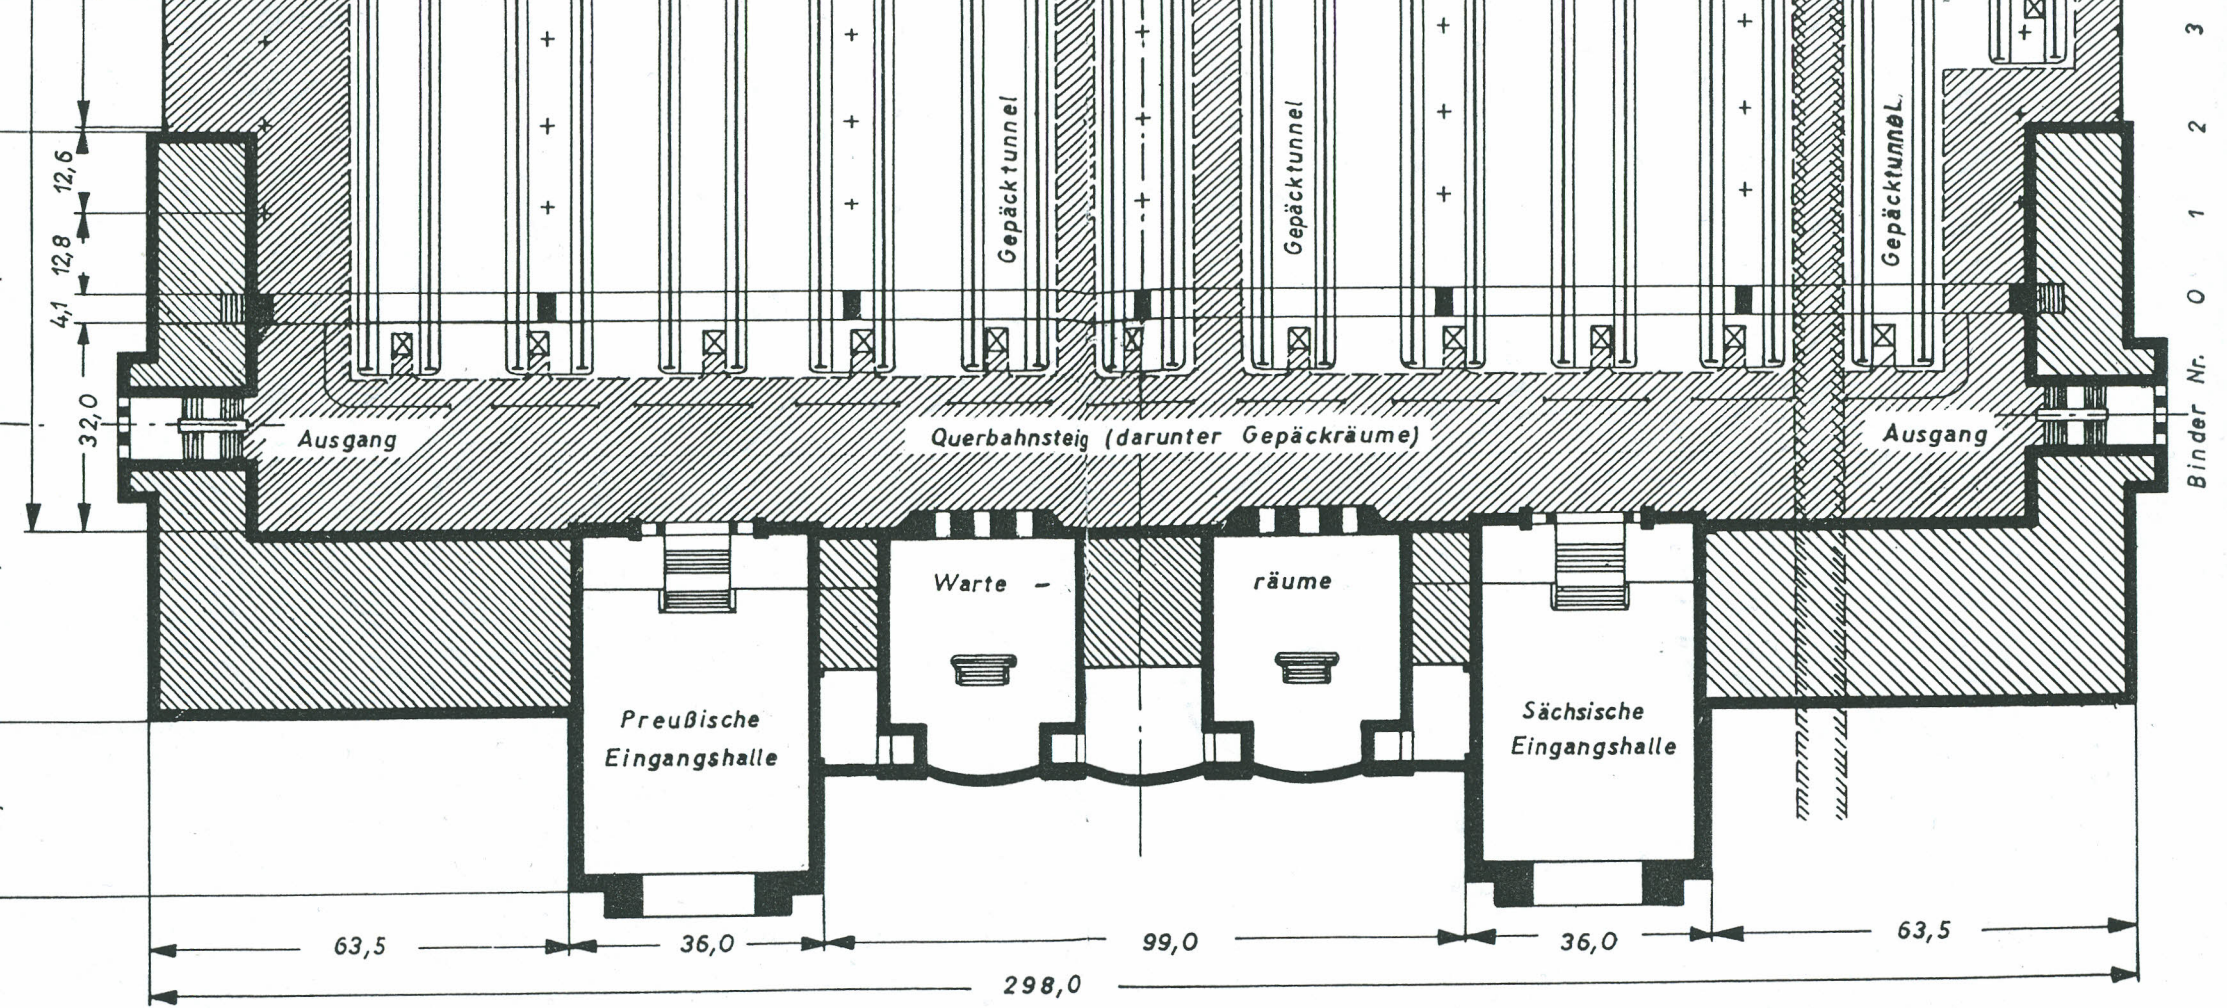 3
2
1
0
Binder Nr.
12,6
12,8
4,1
32,0
Gepäcktunnel
Gepäcktunnel
Gepäcktunnel
Ausgang
Querbahnsteig (darunter Gepäckräume)
Ausgang
Warte - räume
Preußische
Eingangshalle
Sächsische
Eingangshalle
63,5 36,0 99,0 36,0 63,5
298,0